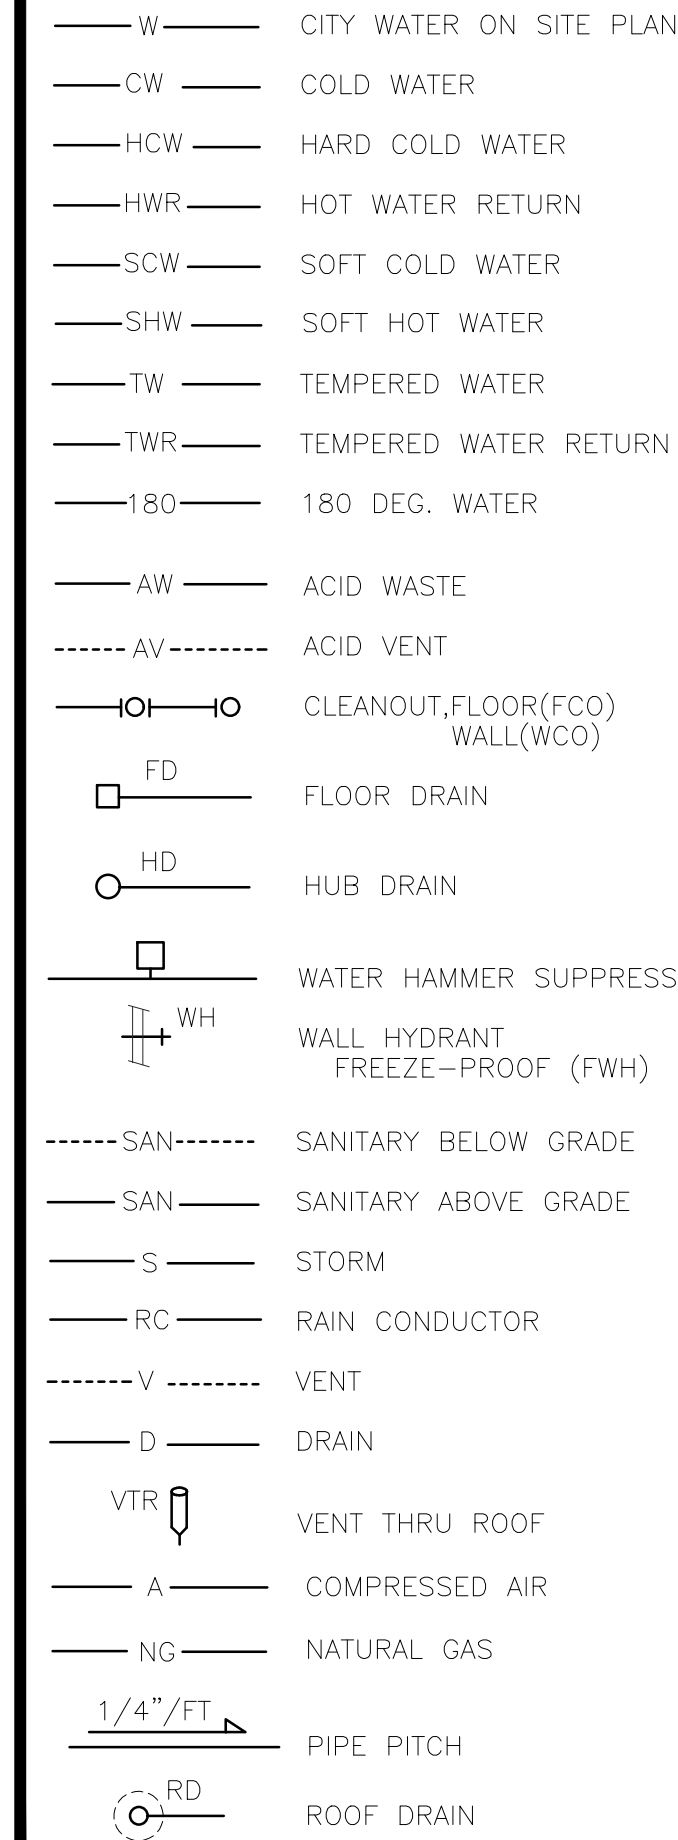 W CITY WATER ON SITE PLAN
CW COLD WATER
HCW HARD COLD WATER
HWR HOT WATER RETURN
SCW SOFT COLD WATER
SHW SOFT HOT WATER
TW TEMPERED WATER
TWR TEMPERED WATER RETURN
180 180 DEG. WATER
AW ACID WASTE
AV ACID VENT
CLEANOUT,FLOOR(FCO)
WALL(WCO)
FD
FLOOR DRAIN
HD
HUB DRAIN
WATER HAMMER SUPPRESS
WH
WALL HYDRANT
FREEZE-PROOF (FWH)
SAN SANITARY BELOW GRADE
SAN SANITARY ABOVE GRADE
S STORM
RC RAIN CONDUCTOR
V VENT
D DRAIN
VTR
VENT THRU ROOF
A COMPRESSED AIR
NG NATURAL GAS
1/4"/FT
PIPE PITCH
RD
ROOF DRAIN